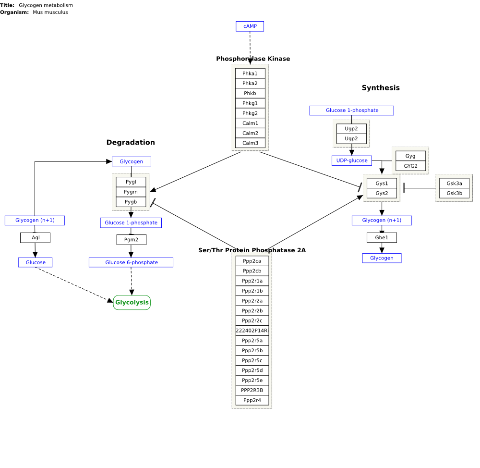 Title: Glycogen metabolism
Organism: Mus musculus
cAMP
Phosphorilase Kinase
Phka1
Phka2
Phkb
Phkg1
Phkg2
Calm1
Calm2
Calm3
Synthesis
Glucose 1-phosphate
Ugp2
Ugp2
UDP-glucose
Gyg
GYG2
Gys1
Gys2
Gsk3a
Gsk3b
Glycogen (n+1)
Gbe1
Glycogen
Degradation
Glycogen
Pygl
Pygm
Pygb
Glucose 1-phosphate
Pgm2
Glucose 6-phosphate
Glycolysis
Glycogen (n+1)
Agl
Glucose
Ser/Thr Protein Phosphatase 2A
Ppp2ca
Ppp2cb
Ppp2r1a
Ppp2r1b
Ppp2r2a
Ppp2r2b
Ppp2r2c
Ppp2r5a
Ppp2r5b
Ppp2r5c
Ppp2r5d
Ppp2r5e
PPP2R3B
Ppp2r4